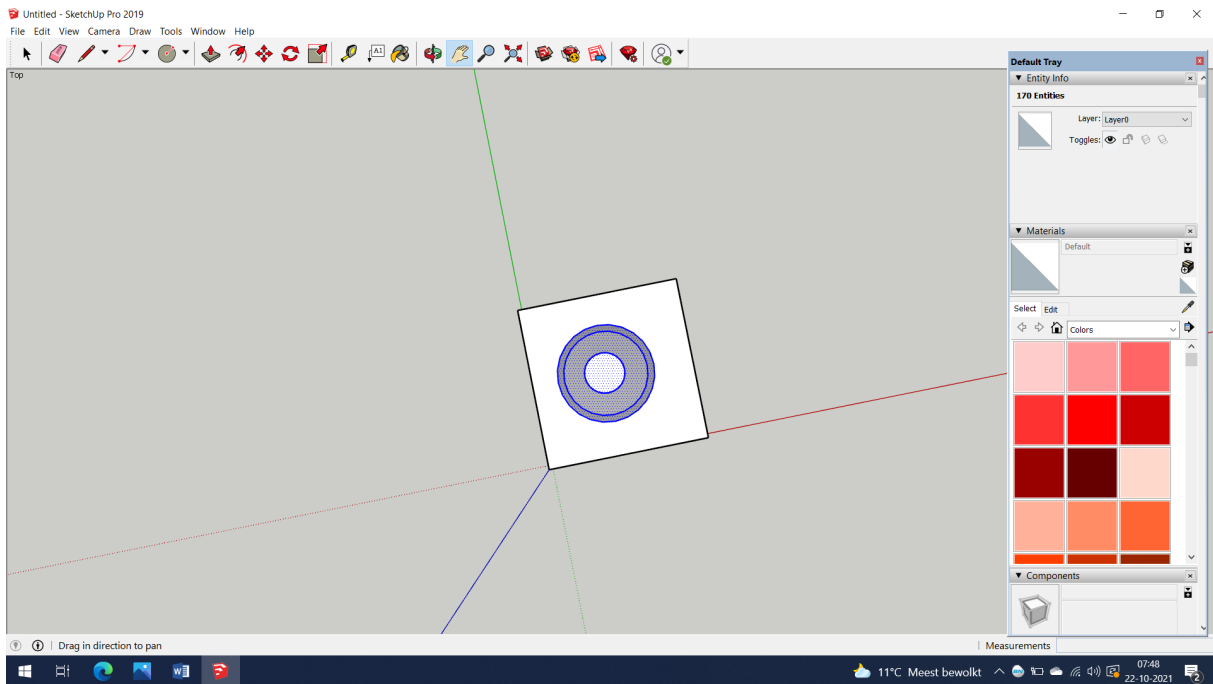 Untitled - SketchUp Pro 2019
File Edit View Camera Draw Tools Window Help
A1
Top
Default Tray
Entity Info
170 Entities
Layer: Layer0
Toggles:
Materials
Default
Select Edit
Colors
Components
Drag in direction to pan
Measurements
11°C Meest bewolkt
07:48
22-10-2021
2